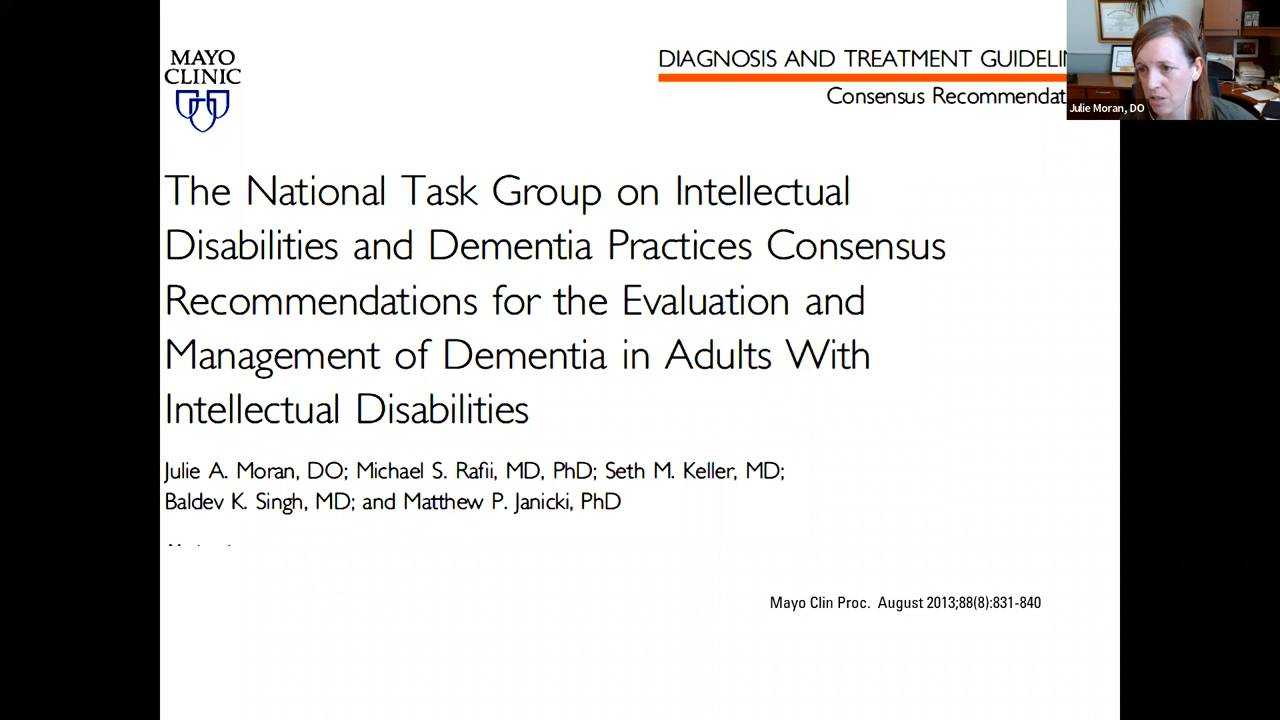 MAYO
CLINIC
DIAGNOSIS AND TREATMENT
Consensus
Julie Moran, DO
The National Task Group on Intellectual
Disabilities and Dementia Practices Consensus
Recommendations for the Evaluation and
Management of Dementia in Adults With
Intellectual Disabilities
Julie A. Moran, DO; Michael S. Rafii, MD, PhD; Seth M. Keller, MD;
Baldev K. Singh, MD; and Matthew P. Janicki, PhD
Mayo Clin Proc. August 2013;88(8):831-840